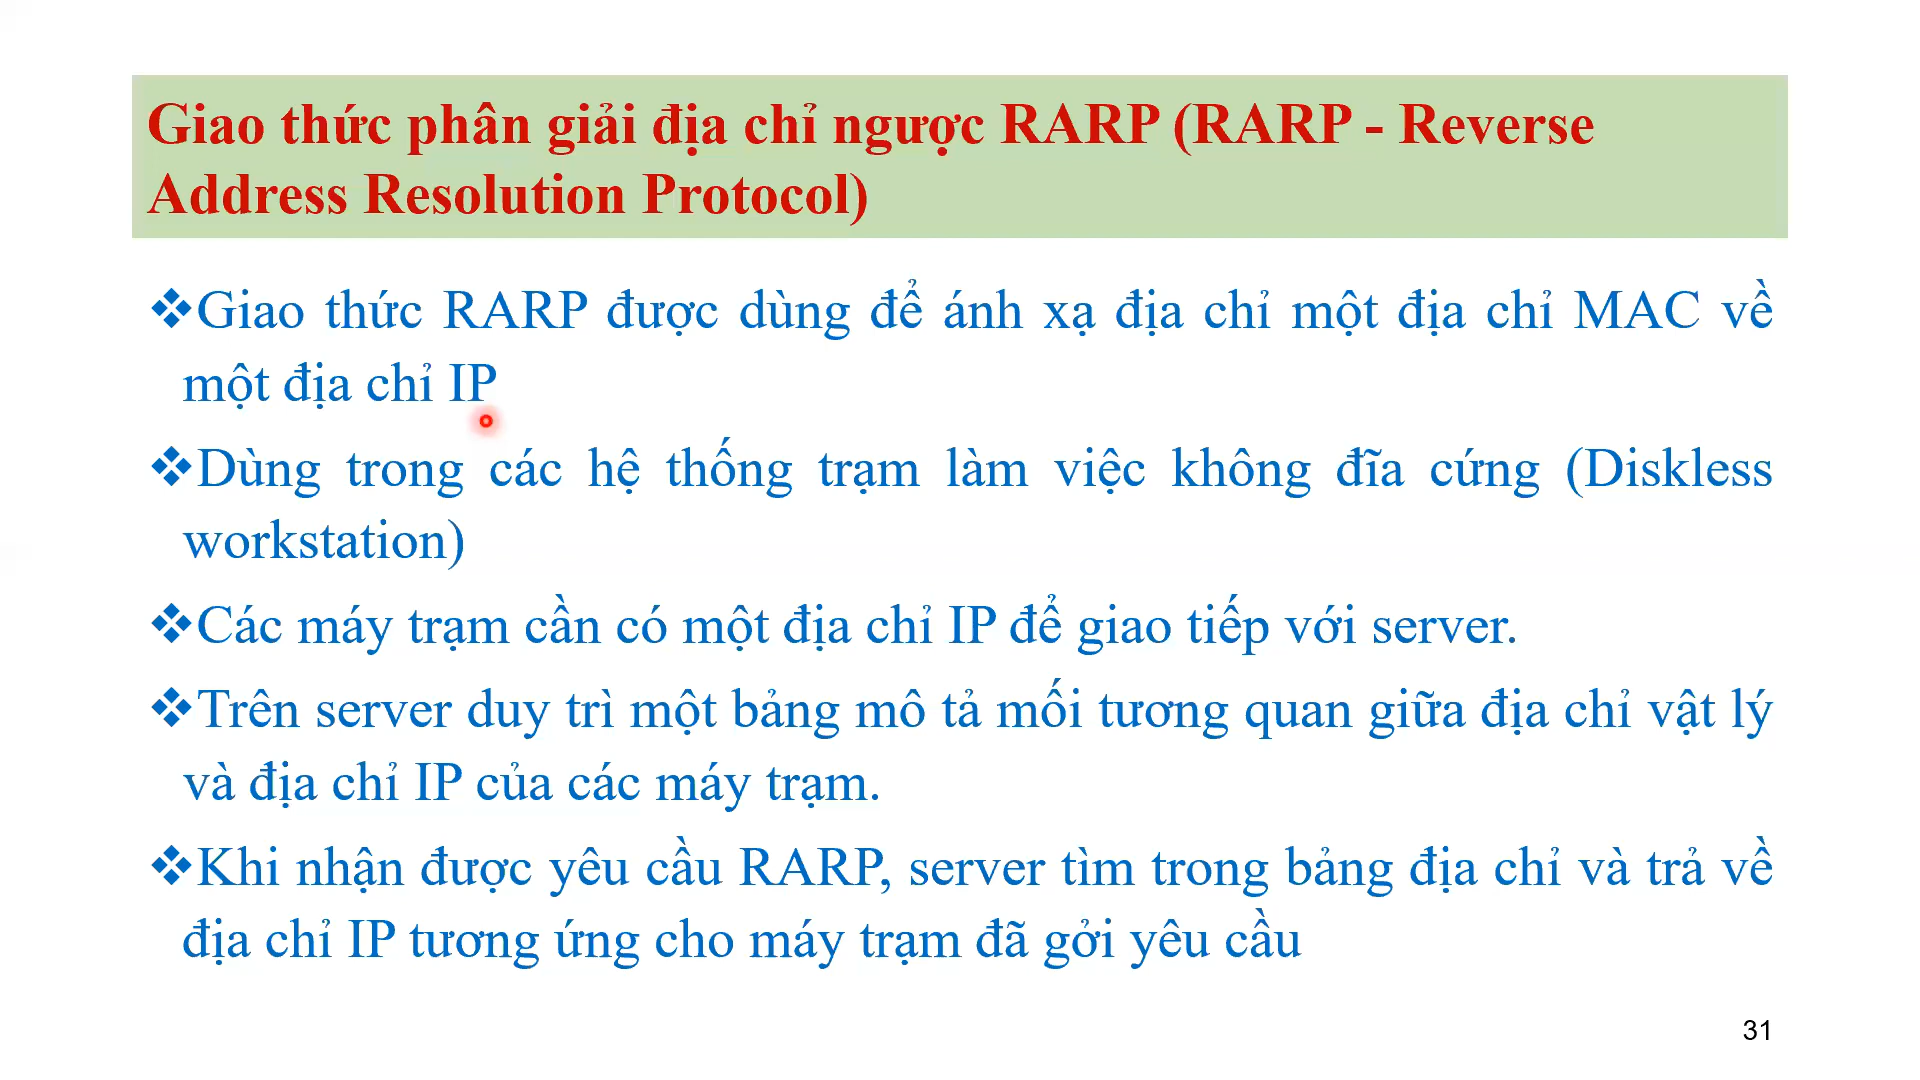 Giao thức phân giải địa chỉ ngược RARP (RARP - Reverse
Address Resolution Protocol)
❖Giao thức RARP được dùng để ánh xạ địa chỉ một địa chỉ MAC về
một địa chỉ IP
❖Dùng trong các hệ thống trạm làm việc không đĩa cứng (Diskless
workstation)
❖Các máy trạm cần có một địa chỉ IP để giao tiếp với server.
❖Trên server duy trì một bảng mô tả mối tương quan giữa địa chỉ vật lý
và địa chỉ IP của các máy trạm.
❖Khi nhận được yêu cầu RARP, server tìm trong bảng địa chỉ và trả về
địa chỉ IP tương ứng cho máy trạm đã gởi yêu cầu
31